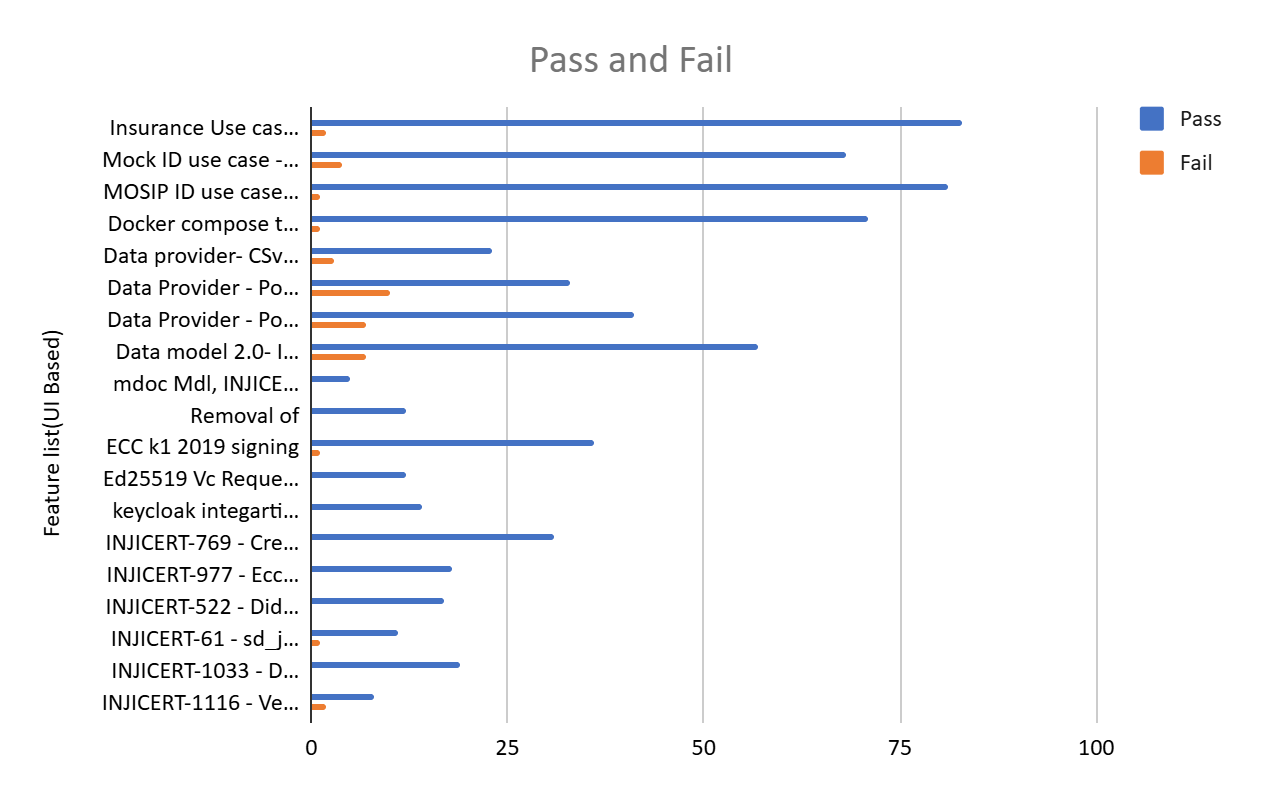 Pass and Fail
Pass
Fail
Feature list(UI Based)
Insurance Use cas...
Mock ID use case -...
MOSIP ID use case...
Docker compose t...
Data provider- CSv...
Data Provider - Po...
Data Provider - Po...
Data model 2.0- I...
mdoc Mdl, INJICE...
Removal of
ECC k1 2019 signing
Ed25519 Vc Reque...
keycloak integarti...
INJICERT-769 - Cre...
INJICERT-977 - Ecc...
INJICERT-522 - Did...
INJICERT-61 - sd_j...
INJICERT-1033 - D...
INJICERT-1116 - Ve...
0 25 50 75 100